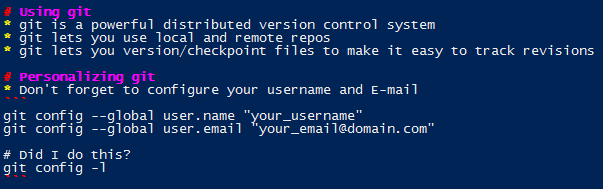 # Using git
* git is a powerful distributed version control system
* git lets you use local and remote repos
* git lets you version/checkpoint files to make it easy to track revisions
# Personalizing git
* Don't forget to configure your username and E-mail
```
git config --global user.name "your_username"
git config --global user.email "your_email@domain.com"
# Did I do this?
git config -l
```